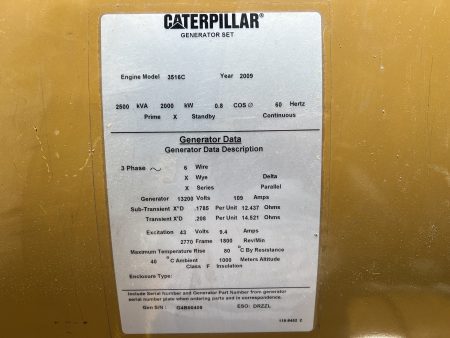 CATERPILLAR®
GENERATOR SET
Engine Model 3516C Year 2009
2500 kVA 2000 kW 0.8 COS Ø 60 Hertz
Prime X Standby Continuous
Generator Data
Generator Data Description
3 Phase ~ 6 Wire
X Wye Delta
X Series Parallel
Generator 13200 Volts 109 Amps
Sub-Transient X"D .1785 Per Unit 12.437 Ohms
Transient X'D .208 Per Unit 14.521 Ohms
Excitation 43 Volts 9.4 Amps
2770 Frame 1800 Rev/Min
Maximum Temperature Rise 80 °C By Resistance
40 °C Ambient 1000 Meters Altitude
Class F Insulation
Enclosure Type:
Include Serial Number and Generator Part Number from generator
serial number plate when ordering parts and in correspondence.
Gen S/N : G4B00408 ESO: DRZZL